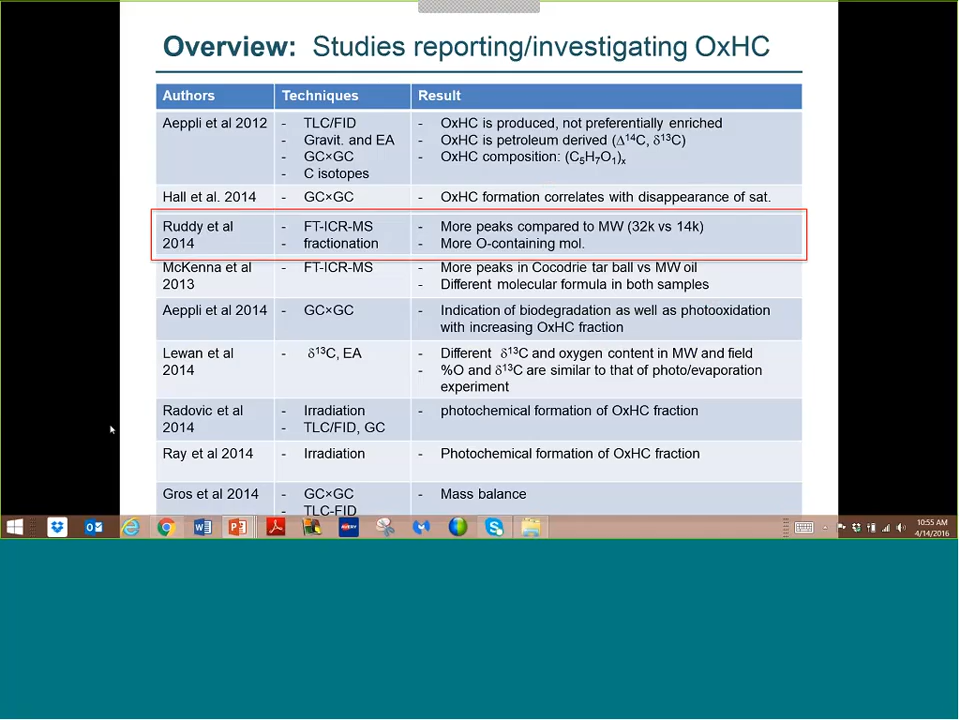 Overview: Studies reporting/investigating OxHC
Authors Techniques Result
Aeppli et al 2012 - TLC/FID - OxHC is produced, not preferentially enriched
- Gravit. and EA - OxHC is petroleum derived (Δ¹⁴C, δ¹³C)
- GC×GC - OxHC composition: (C₅H₇O₁)ₓ
- C isotopes
Hall et al. 2014 - GC×GC - OxHC formation correlates with disappearance of sat.
Ruddy et al - FT-ICR-MS - More peaks compared to MW (32k vs 14k)
2014 - fractionation - More O-containing mol.
McKenna et al - FT-ICR-MS - More peaks in Cocodrie tar ball vs MW oil
2013 - Different molecular formula in both samples
Aeppli et al 2014 - GC×GC - Indication of biodegradation as well as photooxidation
with increasing OxHC fraction
Lewan et al - δ¹³C, EA - Different δ¹³C and oxygen content in MW and field
2014 - %O and δ¹³C are similar to that of photo/evaporation
experiment
Radovic et al - Irradiation - photochemical formation of OxHC fraction
2014 - TLC/FID, GC
Ray et al 2014 - Irradiation - Photochemical formation of OxHC fraction
Gros et al 2014 - GC×GC - Mass balance
- TLC-FID
10:55 AM
4/14/2016